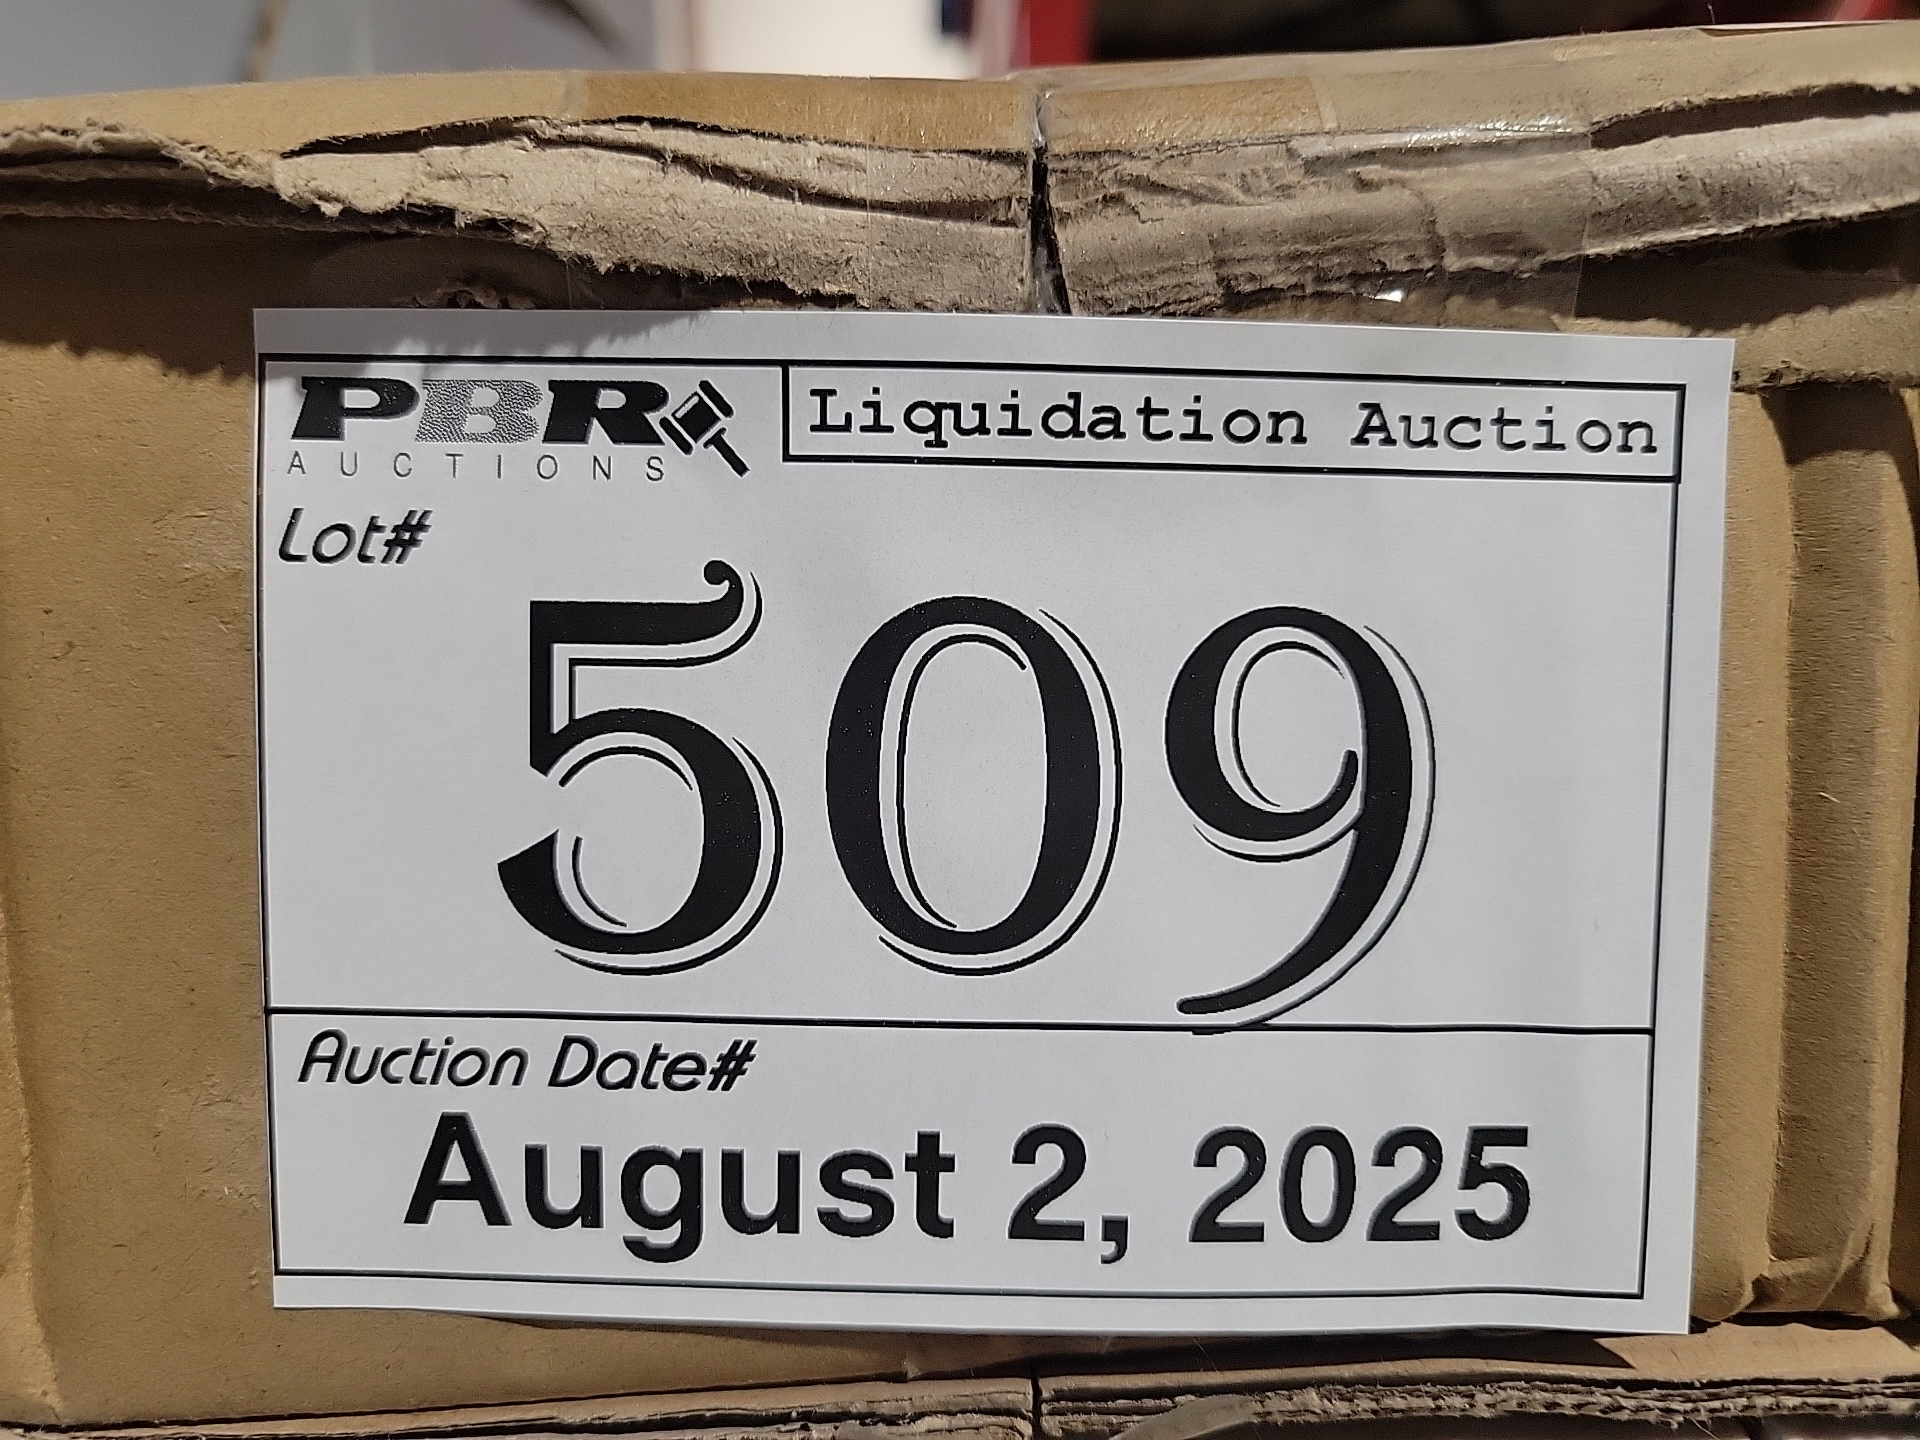 PBR
AUCTIONS
Liquidation Auction
Lot#
509
Auction Date#
August 2, 2025